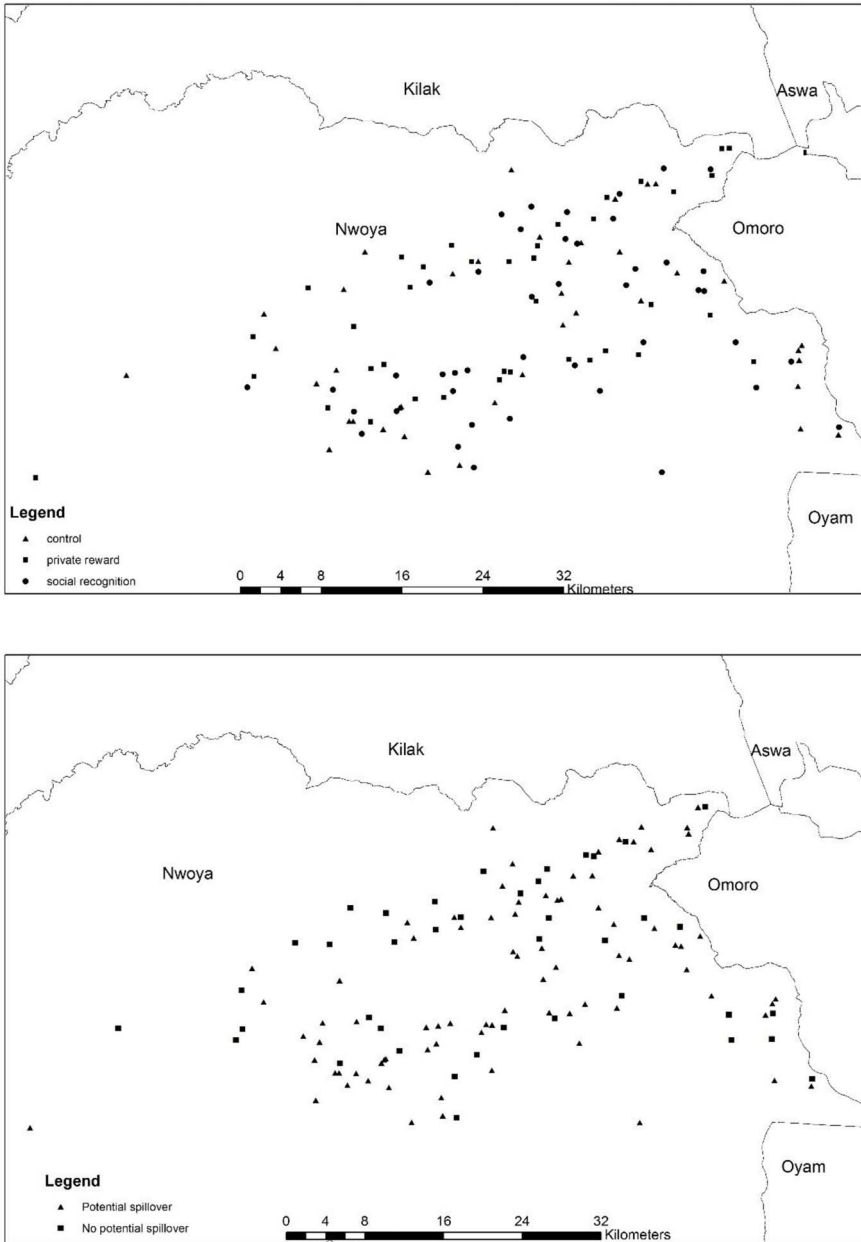 Kilak
Aswa
Nwoya
Omoro
Oyam
Legend
control
private reward
social recognition
0 4 8 16 24 32
Kilometers
Kilak
Aswa
Nwoya
Omoro
Oyam
Legend
Potential spillover
No potential spillover
0 4 8 16 24 32
Kilometers